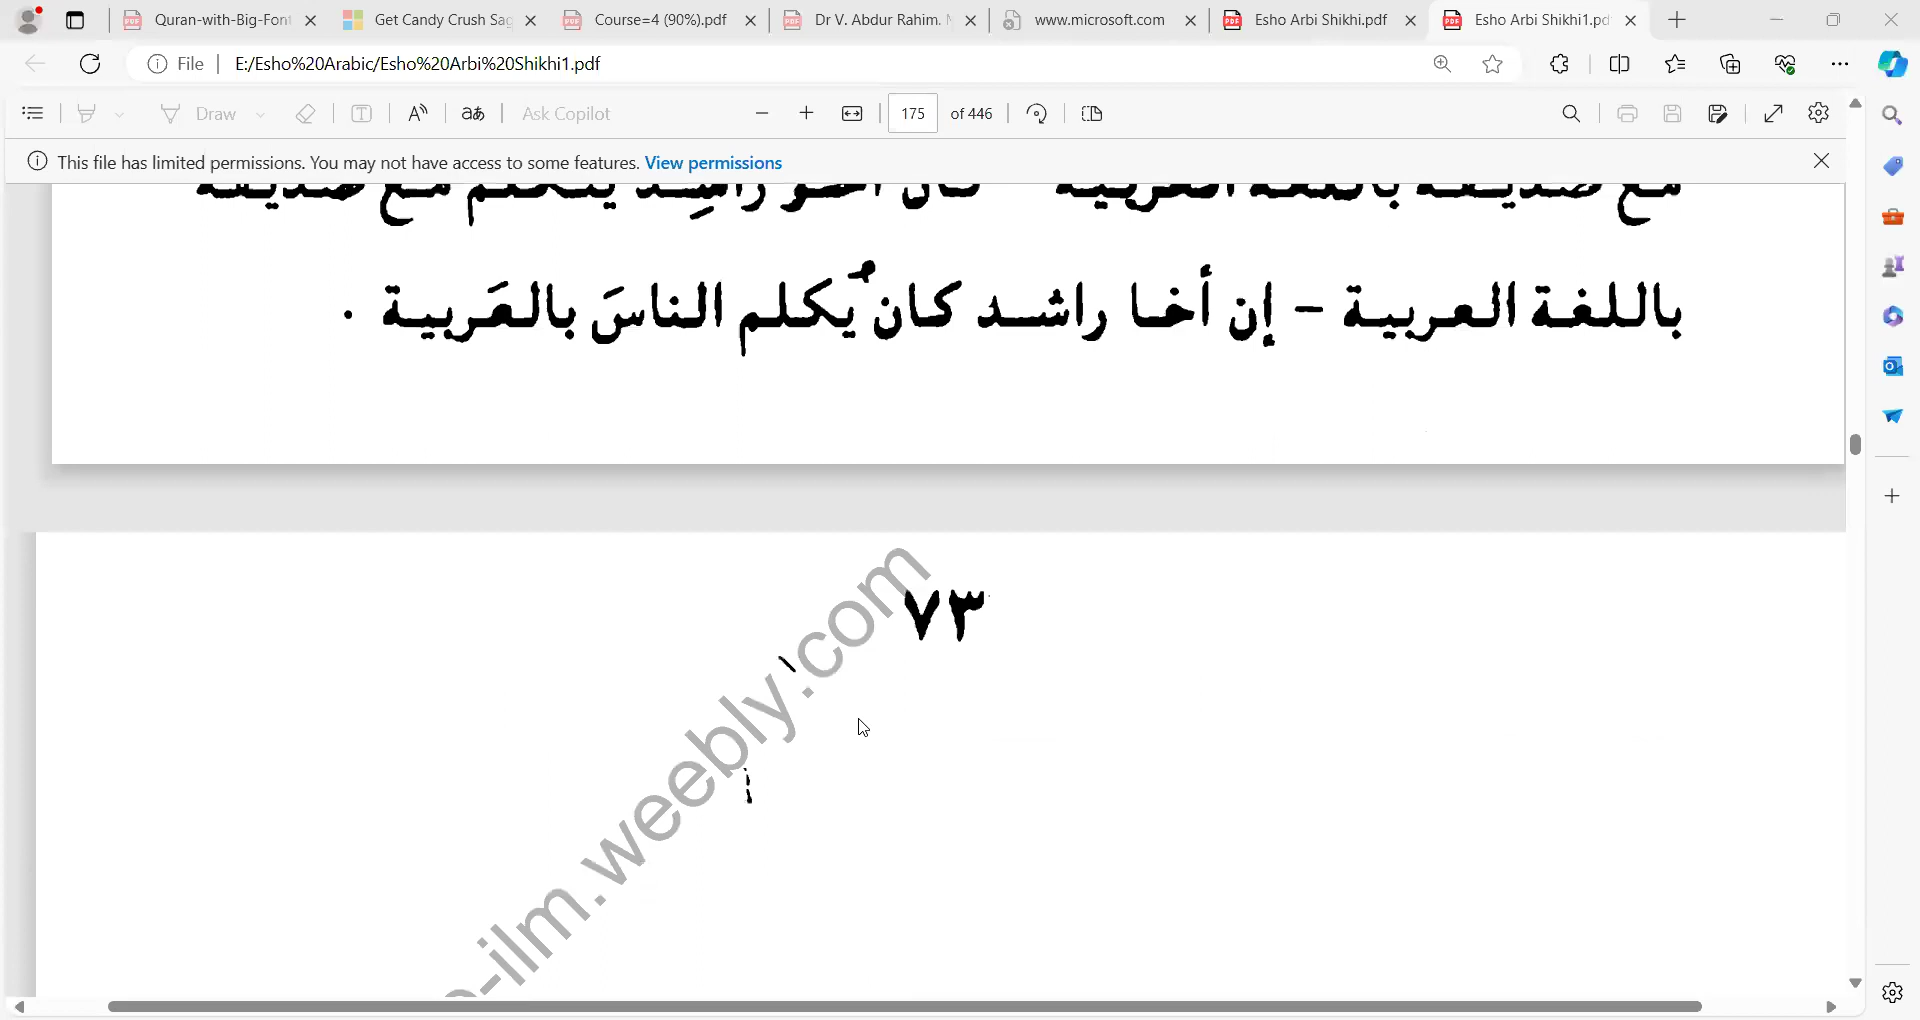 Quran-with-Big-Font
Get Candy Crush Sag
Course=4 (90%).pdf
Dr V. Abdur Rahim.
www.microsoft.com
Esho Arbi Shikhi.pdf
Esho Arbi Shikhi1.pd
File
E:/Esho%20Arabic/Esho%20Arbi%20Shikhi1.pdf
Draw
Ask Copilot
175
of 446
This file has limited permissions. You may not have access to some features. View permissions
باللغة العربية – إن أخا راشد كان يُكلم الناسَ بالعَربية .
٧٣
-ilm.weebly.com